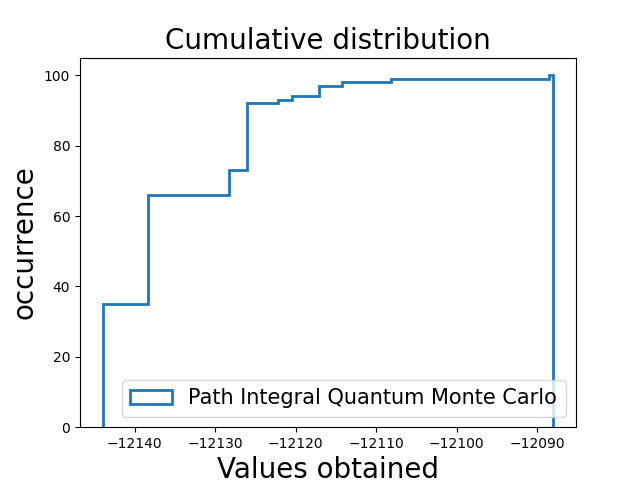 Cumulative distribution
occurrence
100
80
60
40
20
0
Path Integral Quantum Monte Carlo
−12140 −12130 −12120 −12110 −12100 −12090
Values obtained